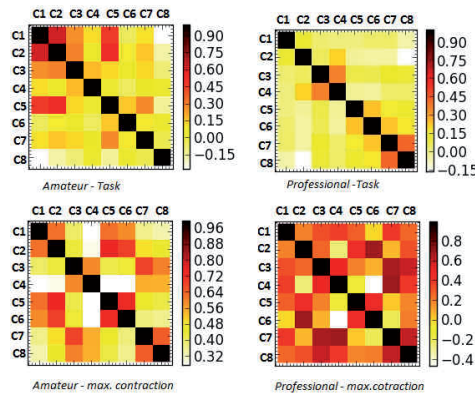 C1 C2 C3 C4 C5 C6 C7 C8
C1
C2
C3
C4
C5
C6
C7
C8
0.90
0.75
0.60
0.45
0.30
0.15
0.00
−0.15
Amateur - Task
C1 C2 C3 C4 C5 C6 C7 C8
C1
C2
C3
C4
C5
C6
C7
C8
0.90
0.75
0.60
0.45
0.30
0.15
0.00
−0.15
Professional -Task
C1 C2 C3 C4 C5 C6 C7 C8
C1
C2
C3
C4
C5
C6
C7
C8
0.96
0.88
0.80
0.72
0.64
0.56
0.48
0.40
0.32
Amateur - max. contraction
C1 C2 C3 C4 C5 C6 C7 C8
C1
C2
C3
C4
C5
C6
C7
C8
0.8
0.6
0.4
0.2
0.0
−0.2
−0.4
Professional - max.cotraction